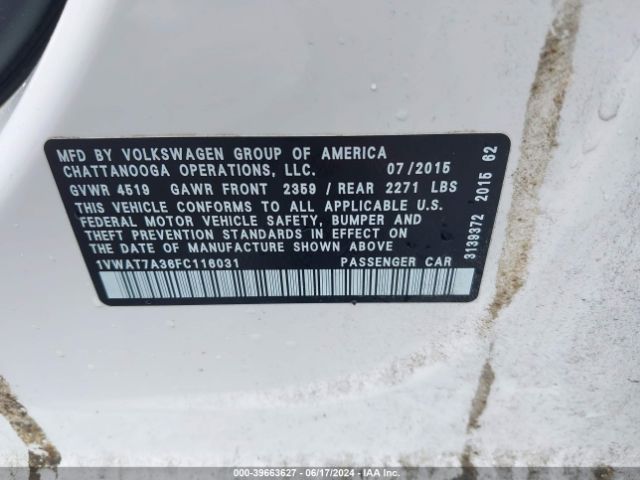 MFD BY VOLKSWAGEN GROUP OF AMERICA
CHATTANOOGA OPERATIONS, LLC. 07/2015
GVWR 4519 GAWR FRONT 2359 / REAR 2271 LBS
THIS VEHICLE CONFORMS TO ALL APPLICABLE U.S.
FEDERAL MOTOR VEHICLE SAFETY, BUMPER AND
THEFT PREVENTION STANDARDS IN EFFECT ON
THE DATE OF MANUFACTURE SHOWN ABOVE
1VWAT7A36FC116031 PASSENGER CAR
3139372 2015 62
000-39663627 - 06/17/2024 - IAA Inc.